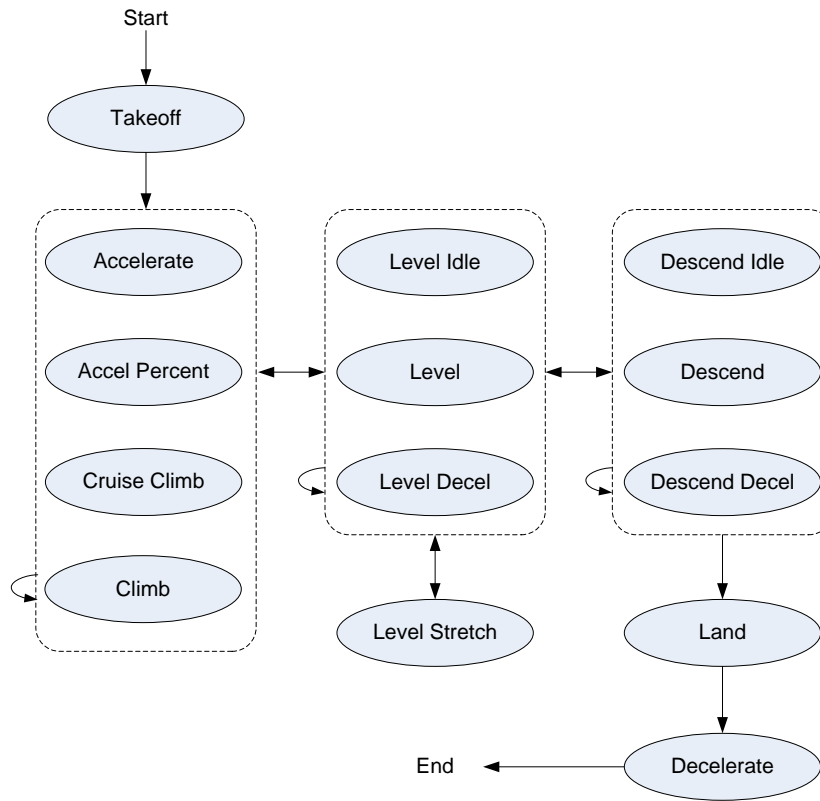 Start
Takeoff
Accelerate
Level Idle
Descend Idle
Accel Percent
Level
Descend
Cruise Climb
Level Decel
Descend Decel
Climb
Level Stretch
Land
End
Decelerate